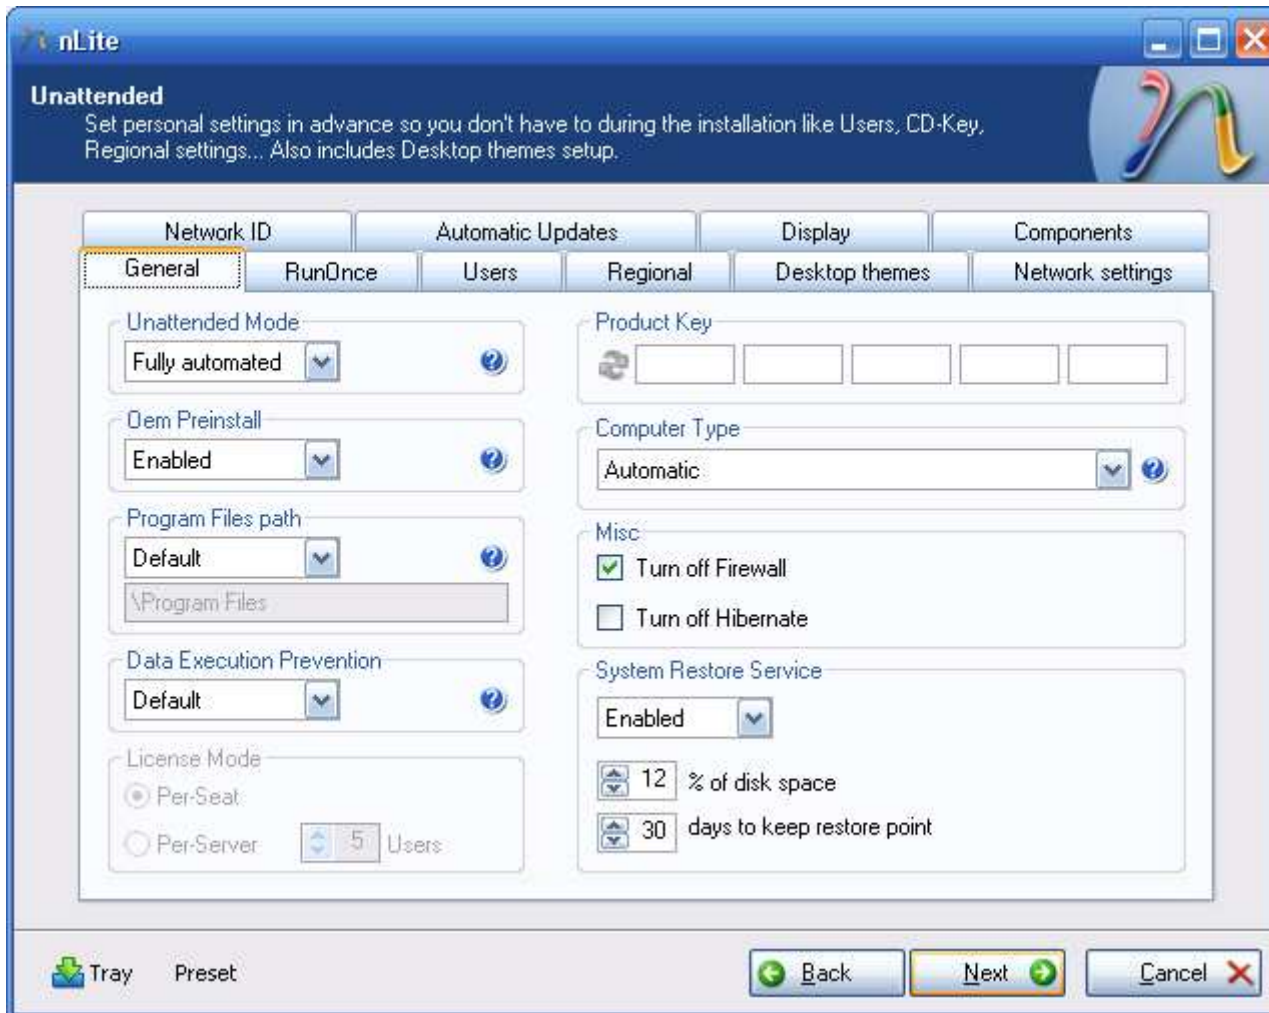 nLite
Unattended
Set personal settings in advance so you don't have to during the installation like Users, CD-Key,
Regional settings... Also includes Desktop themes setup.
Network ID Automatic Updates Display Components
General RunOnce Users Regional Desktop themes Network settings
Unattended Mode
Fully automated
Oem Preinstall
Enabled
Program Files path
Default
\Program Files
Data Execution Prevention
Default
License Mode
Per-Seat
Per-Server 5 Users
Product Key
Computer Type
Automatic
Misc
Turn off Firewall
Turn off Hibernate
System Restore Service
Enabled
12 % of disk space
30 days to keep restore point
Tray Preset Back Next Cancel